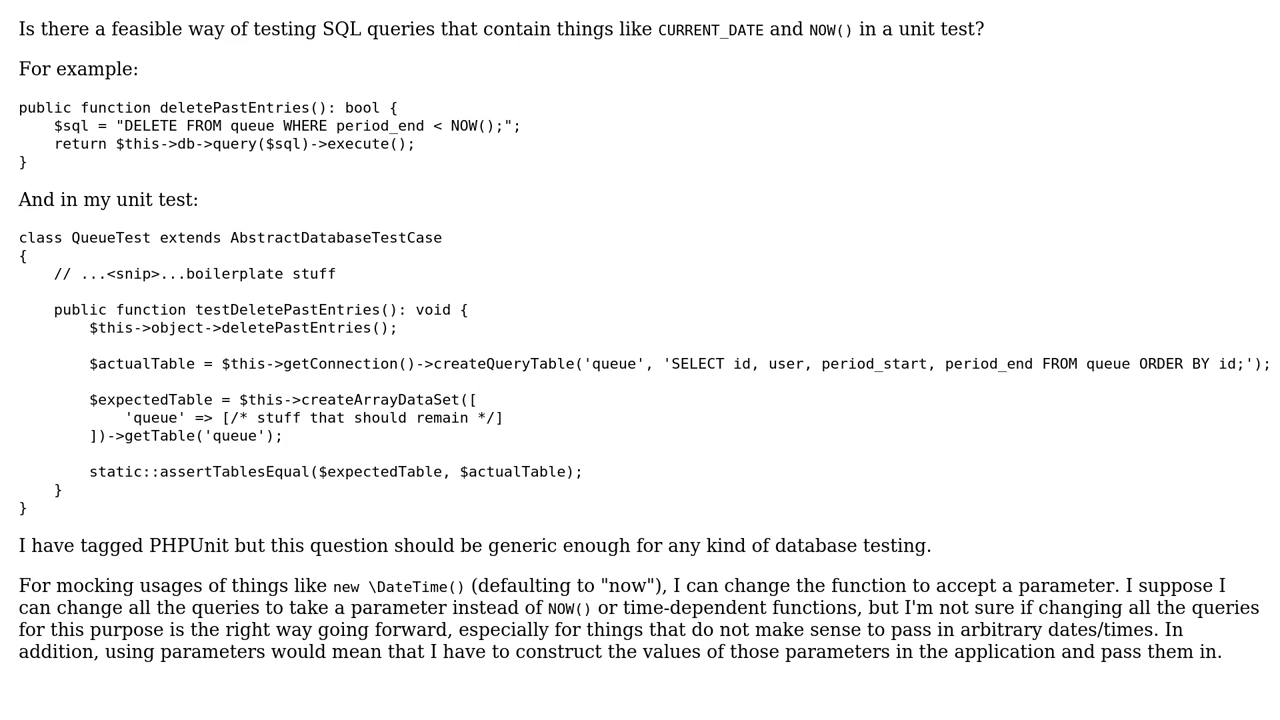 Is there a feasible way of testing SQL queries that contain things like CURRENT_DATE and NOW() in a unit test?
For example:
public function deletePastEntries(): bool {
    $sql = "DELETE FROM queue WHERE period_end < NOW();";
    return $this->db->query($sql)->execute();
}
And in my unit test:
class QueueTest extends AbstractDatabaseTestCase
{
    // ...<snip>...boilerplate stuff
    public function testDeletePastEntries(): void {
        $this->object->deletePastEntries();
        $actualTable = $this->getConnection()->createQueryTable('queue', 'SELECT id, user, period_start, period_end FROM queue ORDER BY id;');
        $expectedTable = $this->createArrayDataSet([
            'queue' => [/* stuff that should remain */]
        ])->getTable('queue');
        static::assertTablesEqual($expectedTable, $actualTable);
    }
}
I have tagged PHPUnit but this question should be generic enough for any kind of database testing.
For mocking usages of things like new \DateTime() (defaulting to "now"), I can change the function to accept a parameter. I suppose I
can change all the queries to take a parameter instead of NOW() or time-dependent functions, but I'm not sure if changing all the queries
for this purpose is the right way going forward, especially for things that do not make sense to pass in arbitrary dates/times. In
addition, using parameters would mean that I have to construct the values of those parameters in the application and pass them in.